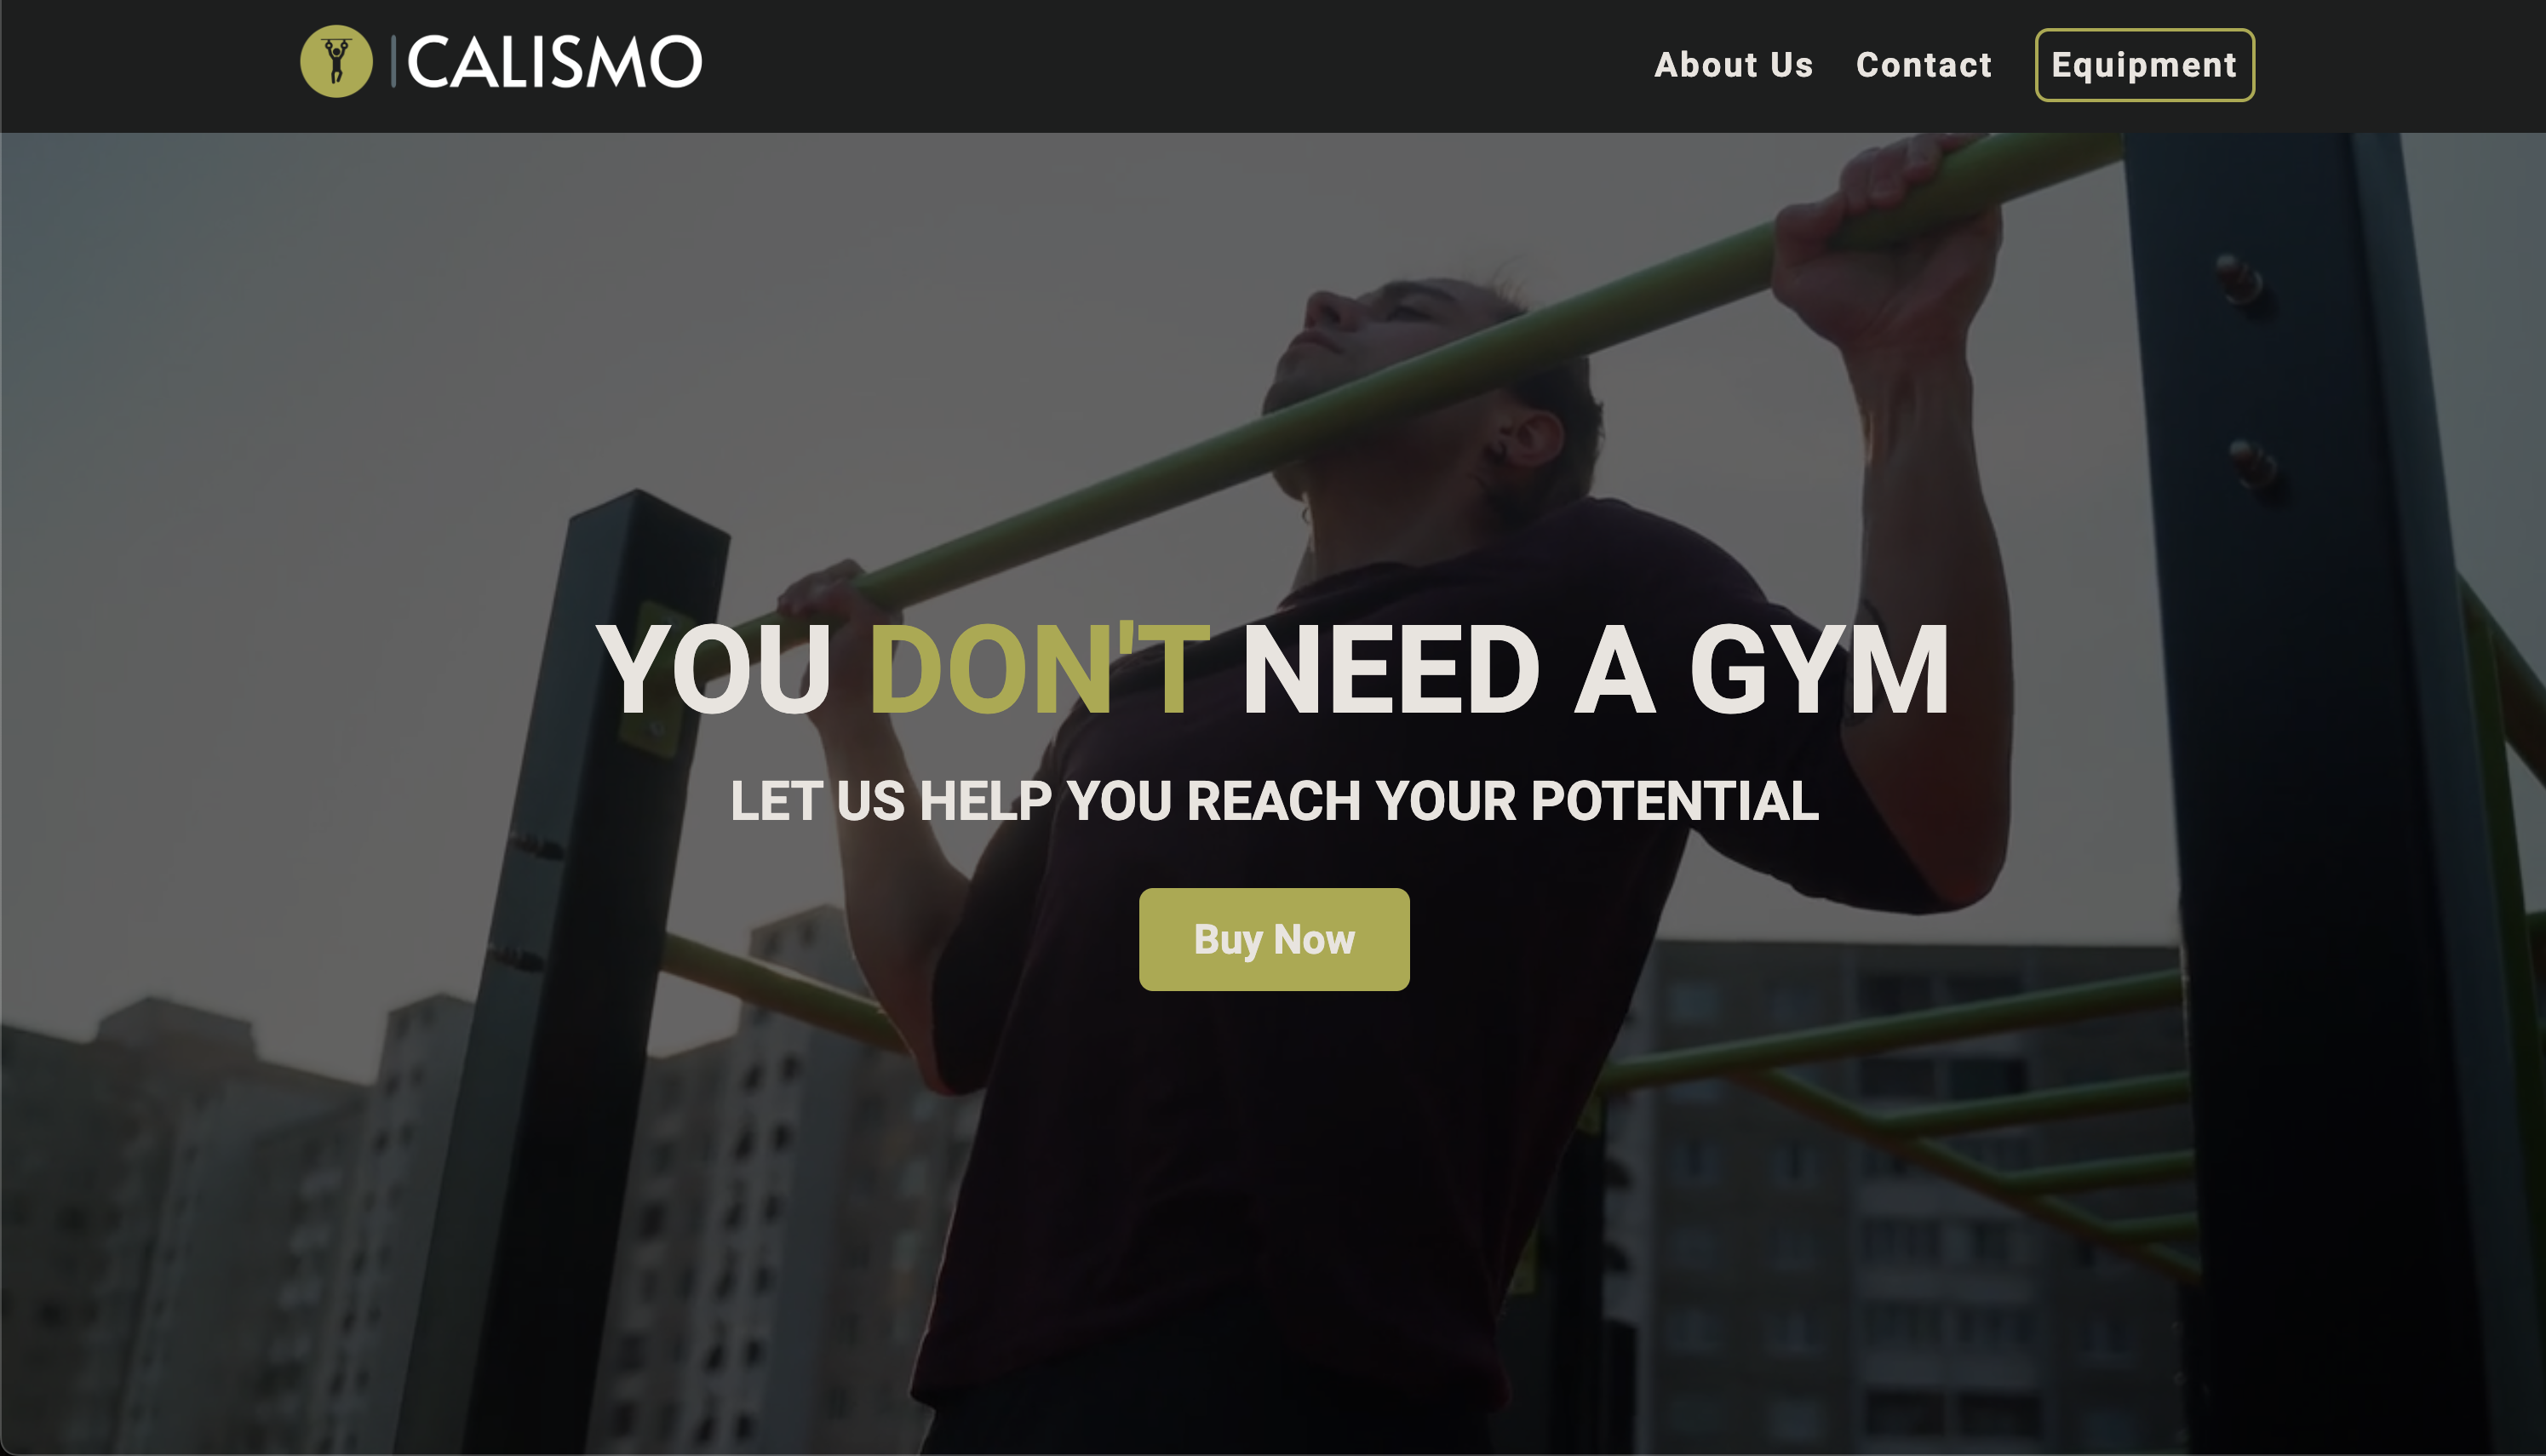 CALISMO
About Us
Contact
Equipment
YOU DON'T NEED A GYM
LET US HELP YOU REACH YOUR POTENTIAL
Buy Now